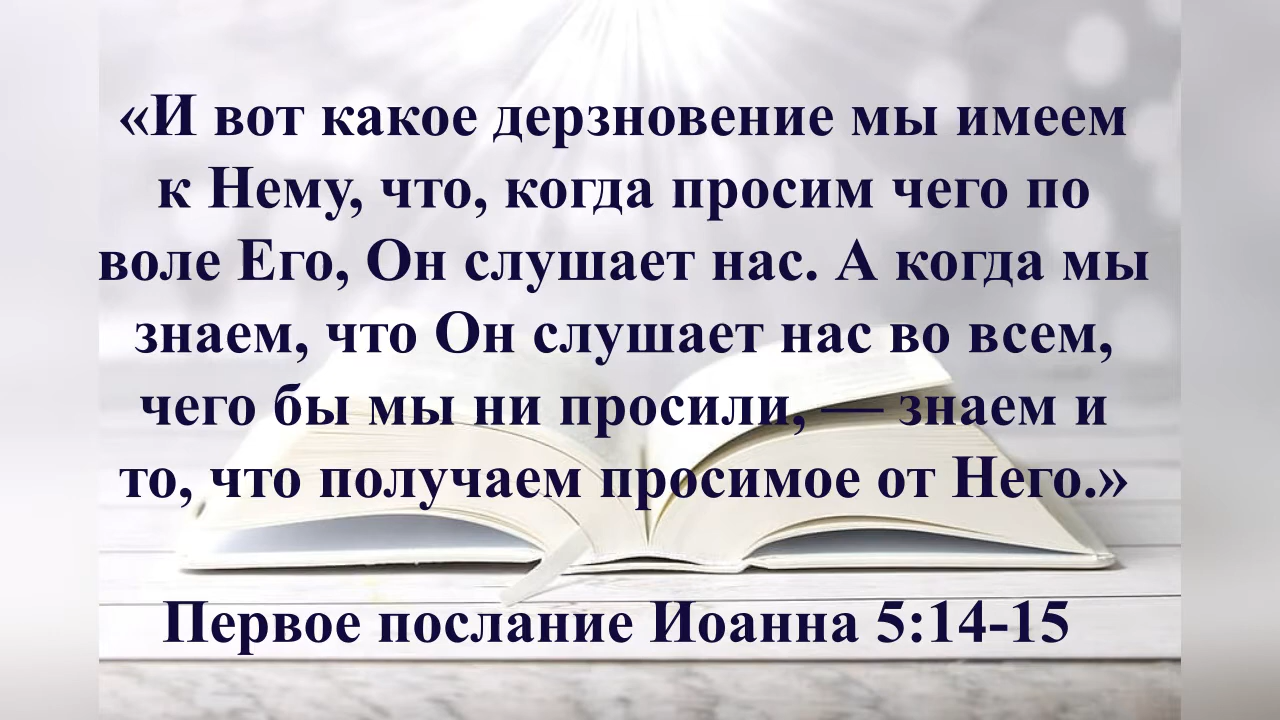 «И вот какое дерзновение мы имеем
к Нему, что, когда просим чего по
воле Его, Он слушает нас. А когда мы
знаем, что Он слушает нас во всем,
чего бы мы ни просили, — знаем и
то, что получаем просимое от Него.»
Первое послание Иоанна 5:14-15